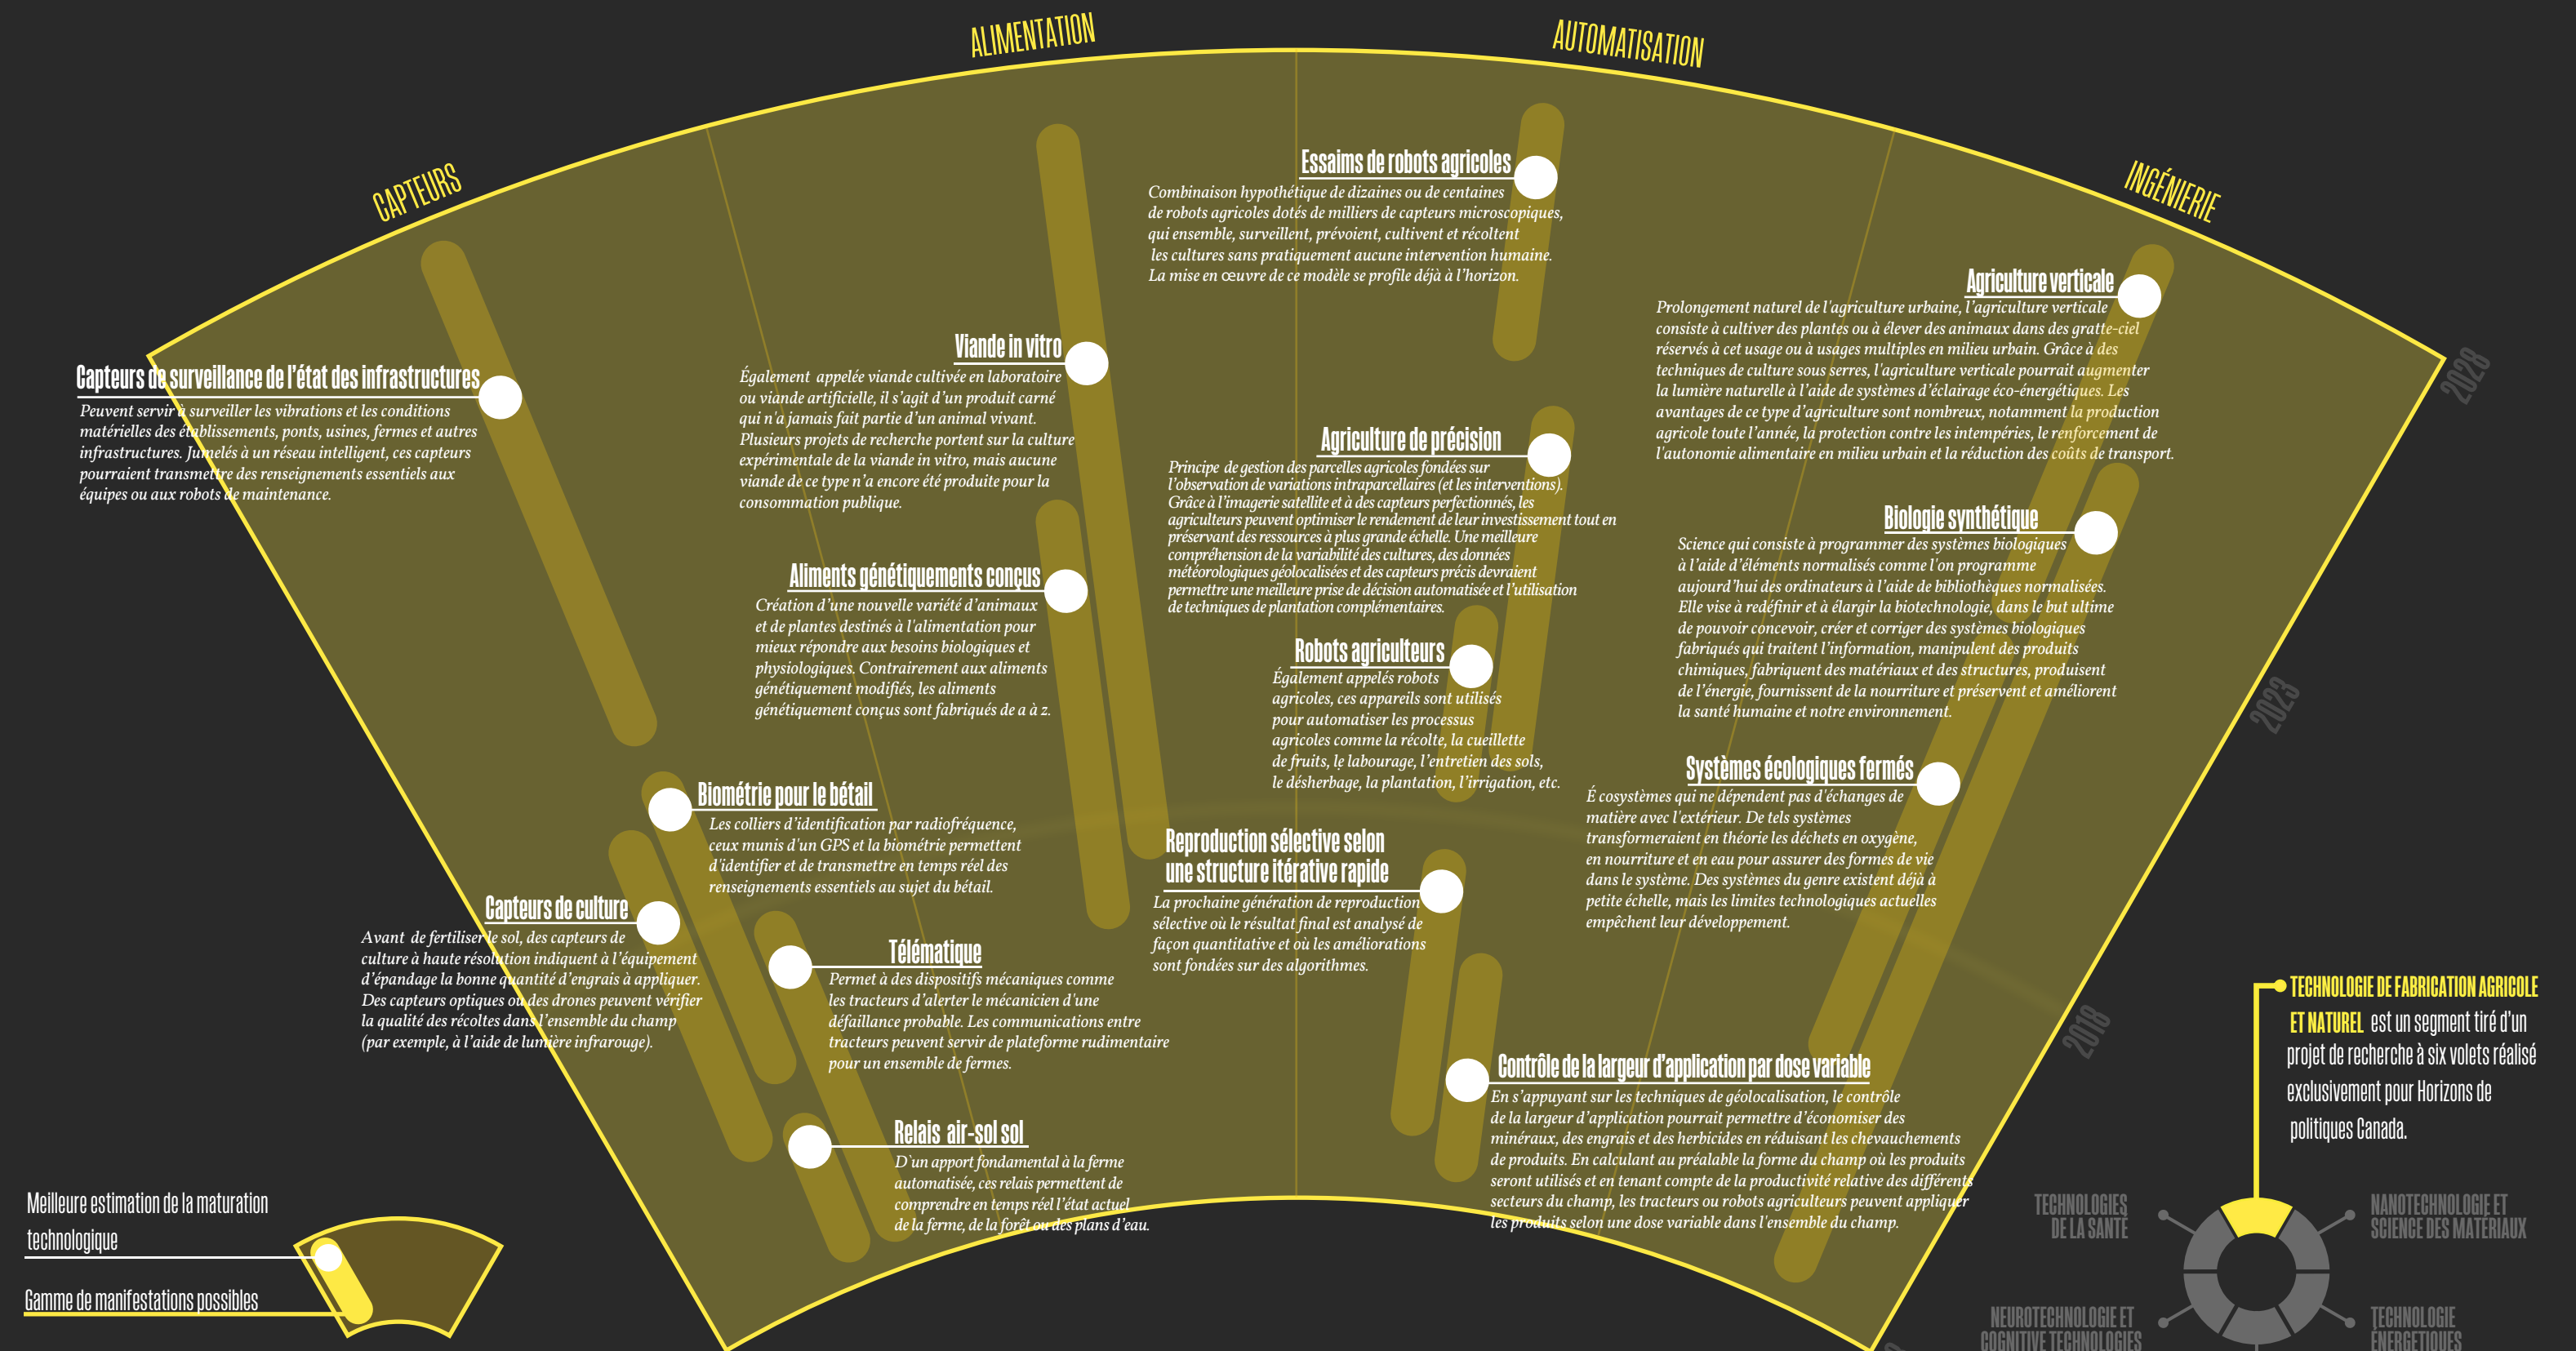 ALIMENTATION
AUTOMATISATION
CAPTEURS
INGÉNIERIE
Essaims de robots agricoles
Combinaison hypothétique de dizaines ou de centaines
de robots agricoles dotés de milliers de capteurs microscopiques,
qui ensemble, surveillent, prévoient, cultivent et récoltent
les cultures sans pratiquement aucune intervention humaine.
La mise en œuvre de ce modèle se profile déjà à l'horizon.
Agriculture verticale
Prolongement naturel de l'agriculture urbaine, l'agriculture verticale
consiste à cultiver des plantes ou à élever des animaux dans des gratte-ciel
réservés à cet usage ou à usages multiples en milieu urbain. Grâce à des
techniques de culture sous serres, l'agriculture verticale pourrait augmenter
la lumière naturelle à l'aide de systèmes d'éclairage éco-énergétiques. Les
avantages de ce type d'agriculture sont nombreux, notamment la production
agricole toute l'année, la protection contre les intempéries, le renforcement de
l'autonomie alimentaire en milieu urbain et la réduction des coûts de transport.
2028
Viande in vitro
Également appelée viande cultivée en laboratoire
ou viande artificielle, il s'agit d'un produit carné
qui n'a jamais fait partie d'un animal vivant.
Plusieurs projets de recherche portent sur la culture
expérimentale de la viande in vitro, mais aucune
viande de ce type n'a encore été produite pour la
consommation publique.
Capteurs de surveillance de l'état des infrastructures
Peuvent servir à surveiller les vibrations et les conditions
matérielles des établissements, ponts, usines, fermes et autres
infrastructures. Jumelés à un réseau intelligent, ces capteurs
pourraient transmettre des renseignements essentiels aux
équipes ou aux robots de maintenance.
Agriculture de précision
Principe de gestion des parcelles agricoles fondées sur
l'observation de variations intraparcellaires (et les interventions).
Grâce à l'imagerie satellite et à des capteurs perfectionnés, les
agriculteurs peuvent optimiser le rendement de leur investissement tout en
préservant des ressources à plus grande échelle. Une meilleure
compréhension de la variabilité des cultures, des données
météorologiques géolocalisées et des capteurs précis devraient
permettre une meilleure prise de décision automatisée et l'utilisation
de techniques de plantation complémentaires.
Biologie synthétique
Science qui consiste à programmer des systèmes biologiques
à l'aide d'éléments normalisés comme l'on programme
aujourd'hui des ordinateurs à l'aide de bibliothèques normalisées.
Elle vise à redéfinir et à élargir la biotechnologie, dans le but ultime
de pouvoir concevoir, créer et corriger des systèmes biologiques
fabriqués qui traitent l'information, manipulent des produits
chimiques, fabriquent des matériaux et des structures, produisent
de l'énergie, fournissent de la nourriture et préservent et améliorent
la santé humaine et notre environnement.
2023
Aliments génétiquements conçus
Création d'une nouvelle variété d'animaux
et de plantes destinés à l'alimentation pour
mieux répondre aux besoins biologiques et
physiologiques. Contrairement aux aliments
génétiquement modifiés, les aliments
génétiquement conçus sont fabriqués de a à z.
Robots agriculteurs
Également appelés robots
agricoles, ces appareils sont utilisés
pour automatiser les processus
agricoles comme la récolte, la cueillette
de fruits, le labourage, l'entretien des sols,
le désherbage, la plantation, l'irrigation, etc.
Systèmes écologiques fermés
É cosystèmes qui ne dépendent pas d'échanges de
matière avec l'extérieur. De tels systèmes
transformeraient en théorie les déchets en oxygène,
en nourriture et en eau pour assurer des formes de vie
dans le système. Des systèmes du genre existent déjà à
petite échelle, mais les limites technologiques actuelles
empêchent leur développement.
Biométrie pour le bétail
Les colliers d'identification par radiofréquence,
ceux munis d'un GPS et la biométrie permettent
d'identifier et de transmettre en temps réel des
renseignements essentiels au sujet du bétail.
Reproduction sélective selon
une structure itérative rapide
La prochaine génération de reproduction
sélective où le résultat final est analysé de
façon quantitative et où les améliorations
sont fondées sur des algorithmes.
Capteurs de culture
Avant de fertiliser le sol, des capteurs de
culture à haute résolution indiquent à l'équipement
d'épandage la bonne quantité d'engrais à appliquer.
Des capteurs optiques ou des drones peuvent vérifier
la qualité des récoltes dans l'ensemble du champ
(par exemple, à l'aide de lumière infrarouge).
Télématique
Permet à des dispositifs mécaniques comme
les tracteurs d'alerter le mécanicien d'une
défaillance probable. Les communications entre
tracteurs peuvent servir de plateforme rudimentaire
pour un ensemble de fermes.
2018
Contrôle de la largeur d'application par dose variable
En s'appuyant sur les techniques de géolocalisation, le contrôle
de la largeur d'application pourrait permettre d'économiser des
minéraux, des engrais et des herbicides en réduisant les chevauchements
de produits. En calculant au préalable la forme du champ où les produits
seront utilisés et en tenant compte de la productivité relative des différents
secteurs du champ, les tracteurs ou robots agriculteurs peuvent appliquer
les produits selon une dose variable dans l'ensemble du champ.
Relais air-sol sol
D`un apport fondamental à la ferme
automatisée, ces relais permettent de
comprendre en temps réel l'état actuel
de la ferme, de la forêt ou des plans d'eau.
TECHNOLOGIE DE FABRICATION AGRICOLE
ET NATUREL est un segment tiré d'un
projet de recherche à six volets réalisé
exclusivement pour Horizons de
politiques Canada.
Meilleure estimation de la maturation
technologique
Gamme de manifestations possibles
TECHNOLOGIES
DE LA SANTÉ
NANOTECHNOLOGIE ET
SCIENCE DES MATÉRIAUX
NEUROTECHNOLOGIE ET
COGNITIVE TECHNOLOGIES
TECHNOLOGIE
ÉNERGÉTIQUES